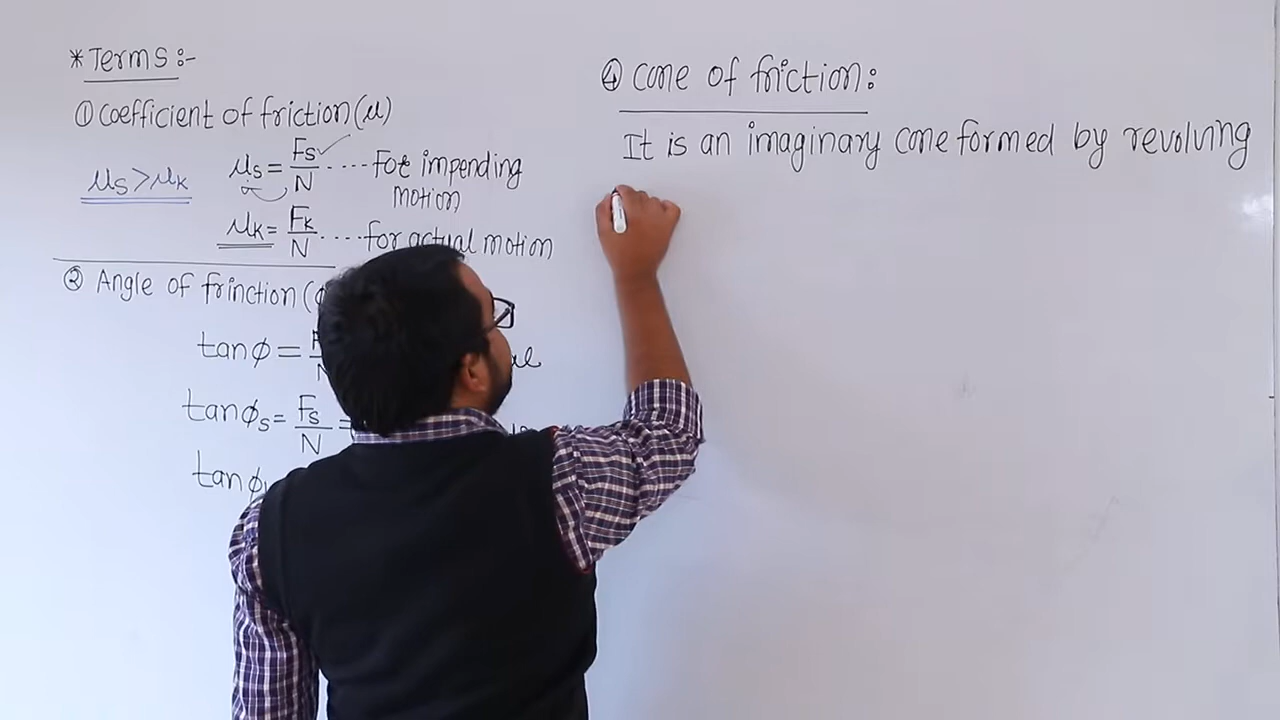 * Terms :-
① Coefficient of friction (μ)
μs = Fs/N ---- For impending
motion
μs > μk
μk = Fk/N .... for actual motion
② Angle of frinction (ϕ
tanϕ =
tanϕs = Fs/N =
tanϕ
④ Cone of friction:
It is an imaginary cone formed by revolving